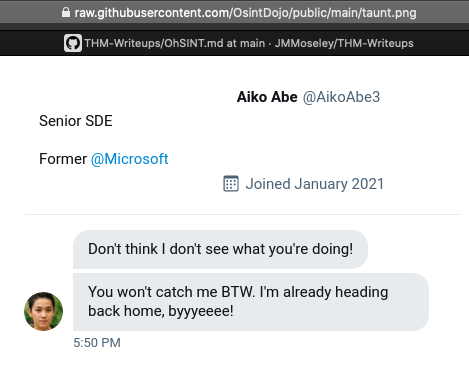 raw.githubusercontent.com/OsintDojo/public/main/taunt.png
THM-Writeups/OhSINT.md at main · JMMoseley/THM-Writeups
Aiko Abe @AikoAbe3
Senior SDE
Former @Microsoft
Joined January 2021
Don't think I don't see what you're doing!
You won't catch me BTW. I'm already heading
back home, byyyeeee!
5:50 PM